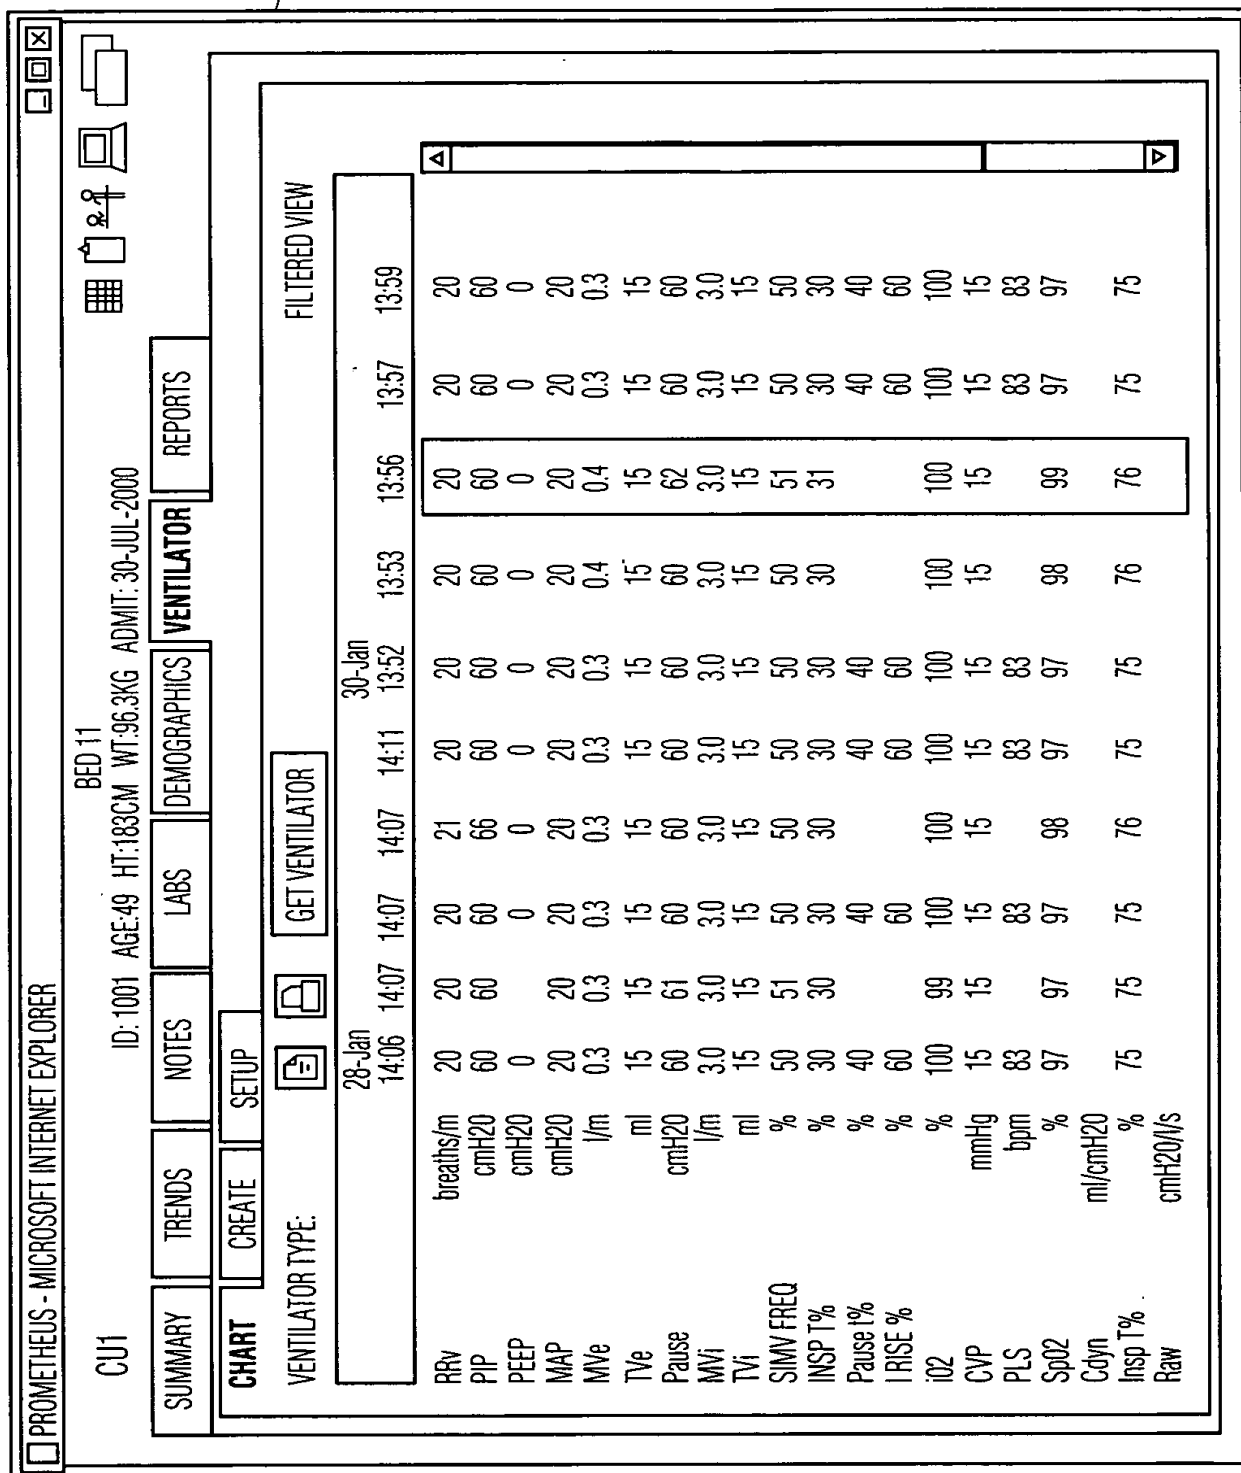 PROMETHEUS - MICROSOFT INTERNET EXPLORER
CU1 BED 11
ID: 1001 AGE:49 HT:183CM WT:96.3KG ADMIT: 30-JUL-2000
SUMMARY TRENDS NOTES LABS DEMOGRAPHICS VENTILATOR REPORTS
CHART CREATE SETUP
VENTILATOR TYPE: GET VENTILATOR FILTERED VIEW
28-Jan 30-Jan
14:06 14:07 14:07 14:07 14:11 13:52 13:53 13:56 13:57 13:59
RRv breaths/m 20 20 20 21 20 20 20 20 20 20
PIP cmH20 60 60 60 66 60 60 60 60 60 60
PEEP cmH20 0 0 0 0 0 0 0 0 0
MAP cmH20 20 20 20 20 20 20 20 20 20 20
MVe l/m 0.3 0.3 0.3 0.3 0.3 0.3 0.4 0.4 0.3 0.3
TVe ml 15 15 15 15 15 15 15 15 15 15
Pause cmH20 60 61 60 60 60 60 60 62 60 60
MVi l/m 3.0 3.0 3.0 3.0 3.0 3.0 3.0 3.0 3.0 3.0
TVi ml 15 15 15 15 15 15 15 15 15 15
SIMV FREQ % 50 51 50 50 50 50 50 51 50 50
INSP T% % 30 30 30 30 30 30 30 31 30 30
Pause t% % 40 40 40 40 40 40
I RISE % % 60 60 60 60 60 60
iO2 % 100 99 100 100 100 100 100 100 100 100
CVP mmHg 15 15 15 15 15 15 15 15 15 15
PLS bpm 83 83 83 83 83 83
Sp02 % 97 97 97 98 97 97 98 99 97 97
Cdyn ml/cmH20
Insp T% % 75 75 75 76 75 75 76 76 75 75
Raw cmH20/l/s